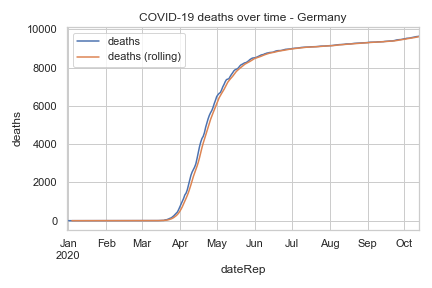 COVID-19 deaths over time - Germany
10000
8000
6000
4000
2000
0
deaths
deaths
deaths (rolling)
Jan Feb Mar Apr May Jun Jul Aug Sep Oct
2020
dateRep